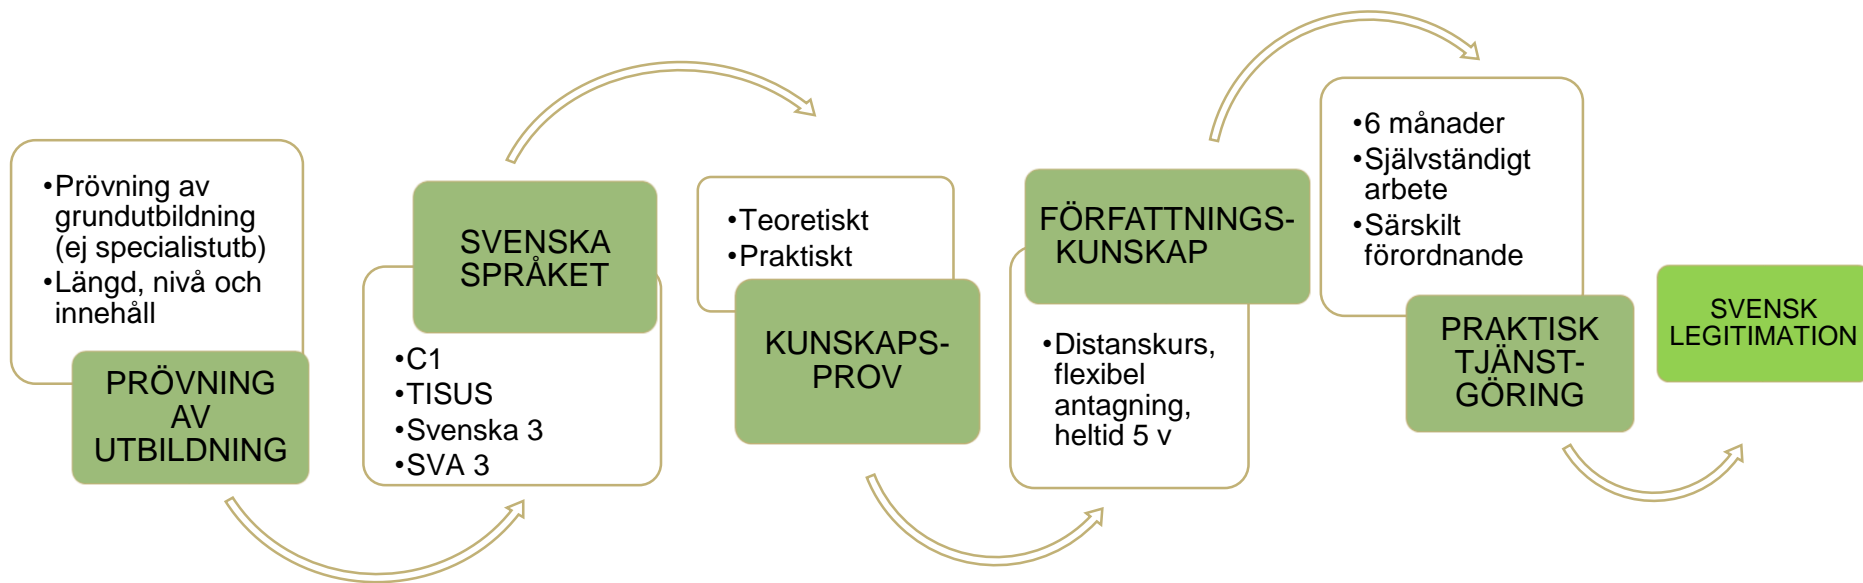 •Prövning av
grundutbildning
(ej specialistutb)
•Längd, nivå och
innehåll
PRÖVNING
AV
UTBILDNING
SVENSKA
SPRÅKET
•C1
•TISUS
•Svenska 3
•SVA 3
•Teoretiskt
•Praktiskt
KUNSKAPS-
PROV
FÖRFATTNINGS-
KUNSKAP
•Distanskurs,
flexibel
antagning,
heltid 5 v
•6 månader
•Självständigt
arbete
•Särskilt
förordnande
PRAKTISK
TJÄNST-
GÖRING
SVENSK
LEGITIMATION